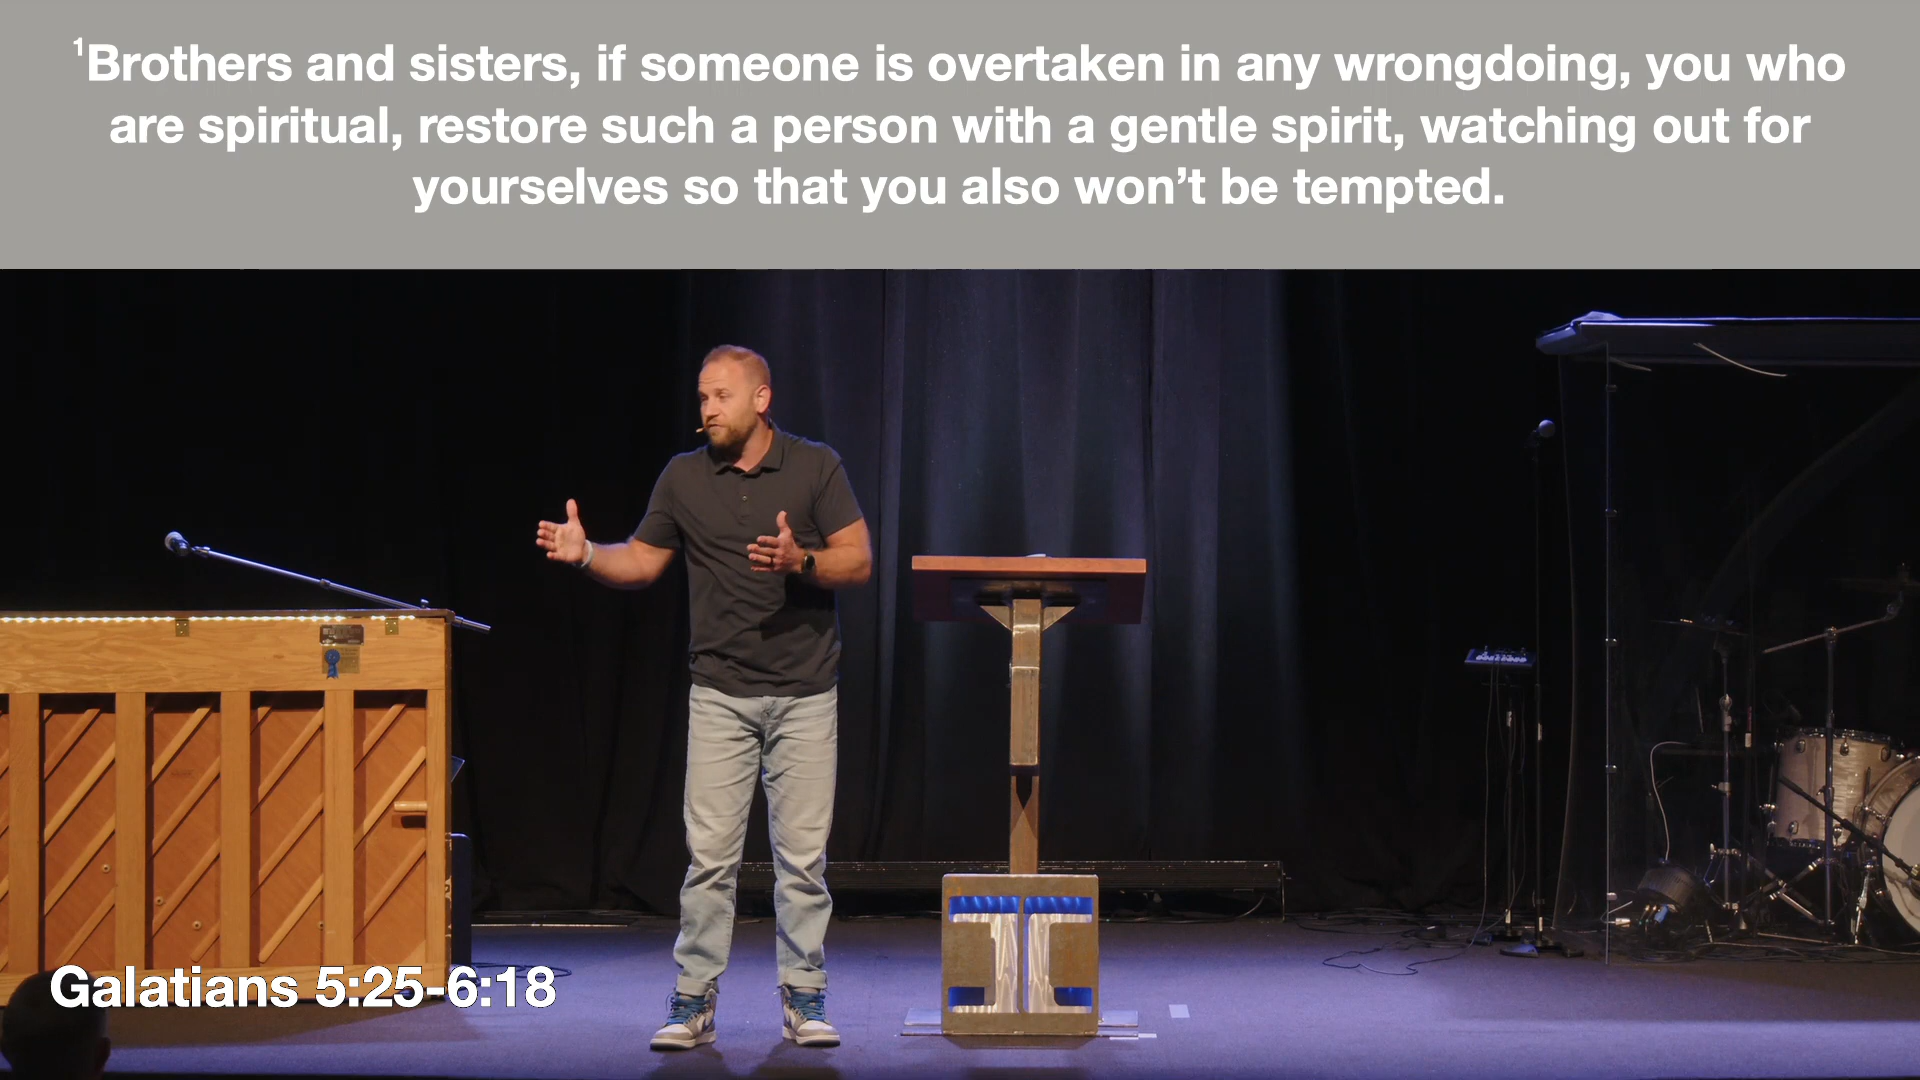 ¹Brothers and sisters, if someone is overtaken in any wrongdoing, you who
are spiritual, restore such a person with a gentle spirit, watching out for
yourselves so that you also won’t be tempted.
Galatians 5:25-6:18